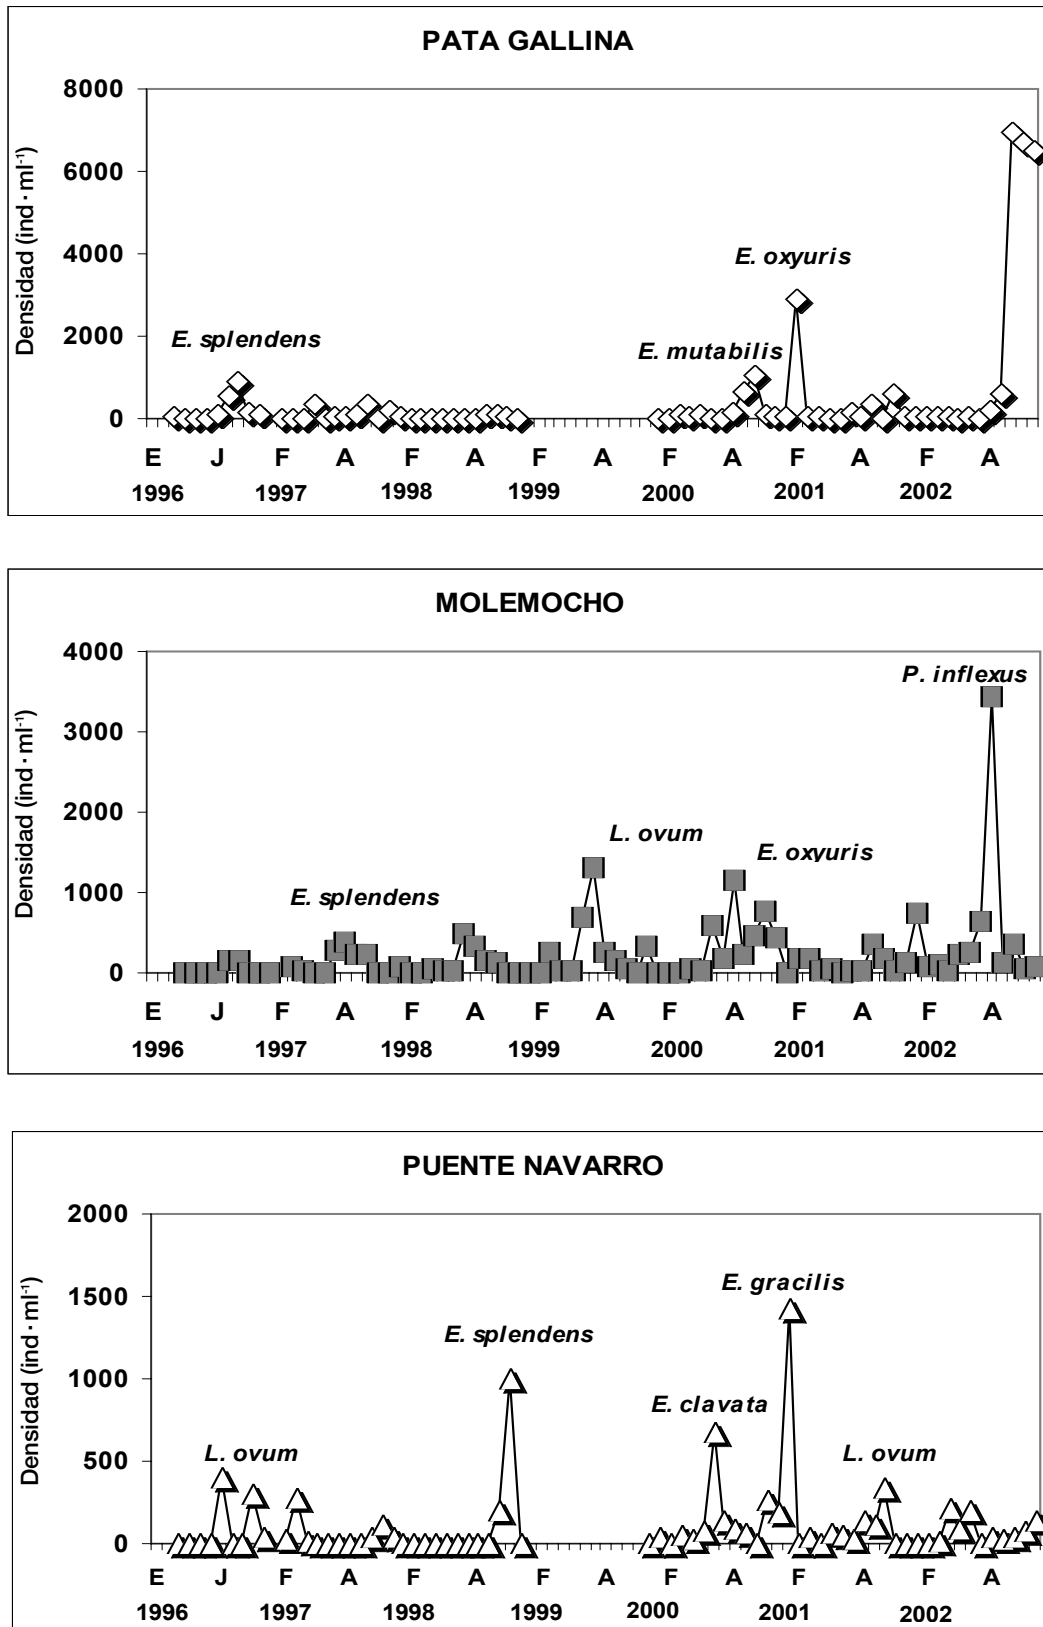 PATA GALLINA
Densidad (ind·ml-1)
8000
6000
4000
2000
0
E. splendens
E. mutabilis
E. oxyuris
E J F A F A F A F A F A F A
1996 1997 1998 1999 2000 2001 2002
MOLEMOCHO
Densidad (ind·ml-1)
4000
3000
2000
1000
0
E. splendens
L. ovum
E. oxyuris
P. inflexus
E J F A F A F A F A F A F A
1996 1997 1998 1999 2000 2001 2002
PUENTE NAVARRO
Densidad (ind·ml-1)
2000
1500
1000
500
0
L. ovum
E. splendens
E. clavata
E. gracilis
L. ovum
E J F A F A F A F A F A F A
1996 1997 1998 1999 2000 2001 2002